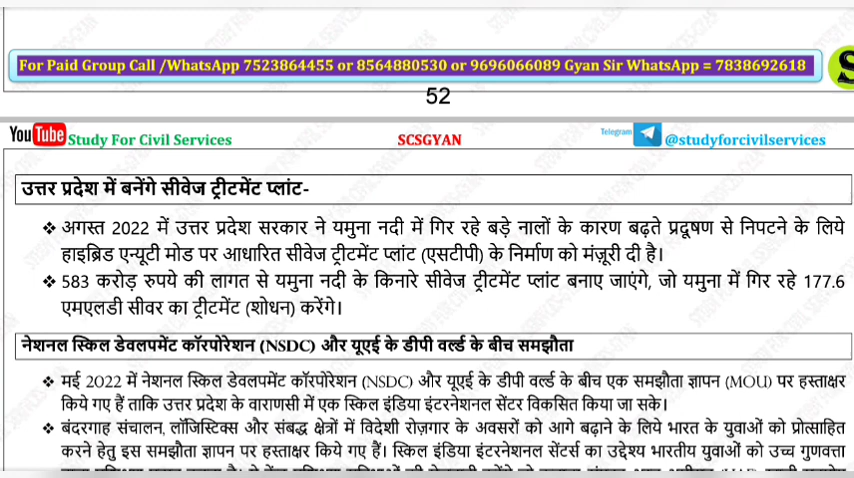 For Paid Group Call /WhatsApp 7523864455 or 8564880530 or 9696066089 Gyan Sir WhatsApp = 7838692618
S
52
YouTube Study For Civil Services SCSGYAN Telegram @studyforcivilservices
उत्तर प्रदेश में बनेंगे सीवेज ट्रीटमेंट प्लांट-
❖ अगस्त 2022 में उत्तर प्रदेश सरकार ने यमुना नदी में गिर रहे बड़े नालों के कारण बढ़ते प्रदूषण से निपटने के लिये
हाइब्रिड एन्यूटी मोड पर आधारित सीवेज ट्रीटमेंट प्लांट (एसटीपी) के निर्माण को मंज़ूरी दी है।
❖ 583 करोड़ रुपये की लागत से यमुना नदी के किनारे सीवेज ट्रीटमेंट प्लांट बनाए जाएंगे, जो यमुना में गिर रहे 177.6
एमएलडी सीवर का ट्रीटमेंट (शोधन) करेंगे।
नेशनल स्किल डेवलपमेंट कॉरपोरेशन (NSDC) और यूएई के डीपी वर्ल्ड के बीच समझौता
❖ मई 2022 में नेशनल स्किल डेवलपमेंट कॉरपोरेशन (NSDC) और यूएई के डीपी वर्ल्ड के बीच एक समझौता ज्ञापन (MOU) पर हस्ताक्षर
किये गए हैं ताकि उत्तर प्रदेश के वाराणसी में एक स्किल इंडिया इंटरनेशनल सेंटर विकसित किया जा सके।
❖ बंदरगाह संचालन, लॉजिस्टिक्स और संबद्ध क्षेत्रों में विदेशी रोज़गार के अवसरों को आगे बढ़ाने के लिये भारत के युवाओं को प्रोत्साहित
करने हेतु इस समझौता ज्ञापन पर हस्ताक्षर किये गए हैं। स्किल इंडिया इंटरनेशनल सेंटर्स का उद्देश्य भारतीय युवाओं को उच्च गुणवत्ता